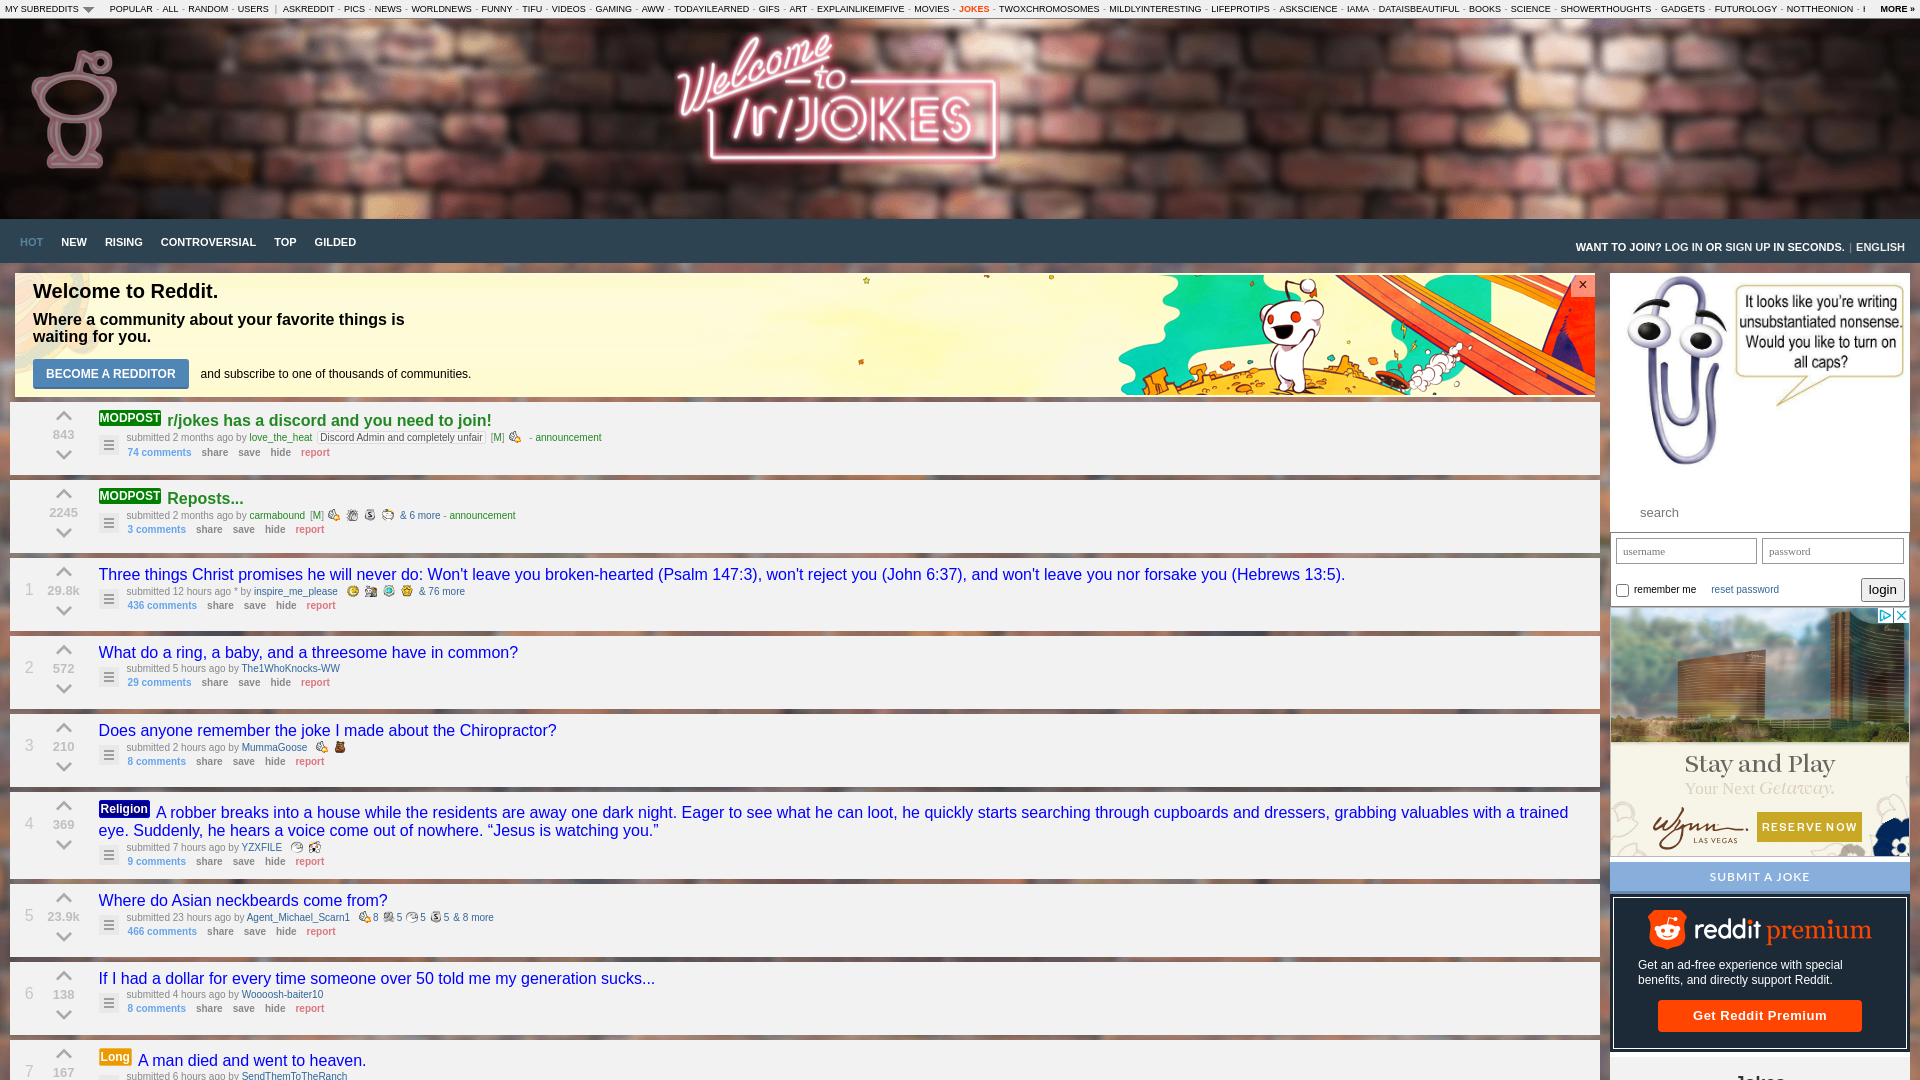 MY SUBREDDITS POPULAR - ALL - RANDOM - USERS | ASKREDDIT - PICS - NEWS - WORLDNEWS - FUNNY - TIFU - VIDEOS - GAMING - AWW - TODAYILEARNED - GIFS - ART - EXPLAINLIKEIMFIVE - MOVIES - JOKES - TWOXCHROMOSOMES - MILDLYINTERESTING - LIFEPROTIPS - ASKSCIENCE - IAMA - DATAISBEAUTIFUL - BOOKS - SCIENCE - SHOWERTHOUGHTS - GADGETS - FUTUROLOGY - NOTTHEONION - MORE »
Welcome
to
/r/JOKES
HOT NEW RISING CONTROVERSIAL TOP GILDED
WANT TO JOIN? LOG IN OR SIGN UP IN SECONDS. | ENGLISH
Welcome to Reddit.
Where a community about your favorite things is
waiting for you.
BECOME A REDDITOR and subscribe to one of thousands of communities.
×
843
MODPOST r/jokes has a discord and you need to join!
submitted 2 months ago by love_the_heat Discord Admin and completely unfair [M] - announcement
74 comments share save hide report
2245
MODPOST Reposts...
submitted 2 months ago by carmabound [M] & 6 more - announcement
3 comments share save hide report
1 29.8k
Three things Christ promises he will never do: Won't leave you broken-hearted (Psalm 147:3), won't reject you (John 6:37), and won't leave you nor forsake you (Hebrews 13:5).
submitted 12 hours ago * by inspire_me_please & 76 more
436 comments share save hide report
2 572
What do a ring, a baby, and a threesome have in common?
submitted 5 hours ago by The1WhoKnocks-WW
29 comments share save hide report
3 210
Does anyone remember the joke I made about the Chiropractor?
submitted 2 hours ago by MummaGoose
8 comments share save hide report
4 369
Religion A robber breaks into a house while the residents are away one dark night. Eager to see what he can loot, he quickly starts searching through cupboards and dressers, grabbing valuables with a trained
eye. Suddenly, he hears a voice come out of nowhere. “Jesus is watching you.”
submitted 7 hours ago by YZXFILE
9 comments share save hide report
5 23.9k
Where do Asian neckbeards come from?
submitted 23 hours ago by Agent_Michael_Scarn1 8 5 5 5 & 8 more
466 comments share save hide report
6 138
If I had a dollar for every time someone over 50 told me my generation sucks...
submitted 4 hours ago by Woooosh-baiter10
8 comments share save hide report
7 167
Long A man died and went to heaven.
submitted 6 hours ago by SendThemToTheRanch
It looks like you're writing
unsubstantiated nonsense.
Would you like to turn on
all caps?
search
username password
remember me reset password login
Stay and Play
Your Next Getaway.
Wynn
LAS VEGAS
RESERVE NOW
SUBMIT A JOKE
reddit premium
Get an ad-free experience with special
benefits, and directly support Reddit.
Get Reddit Premium
Jokes